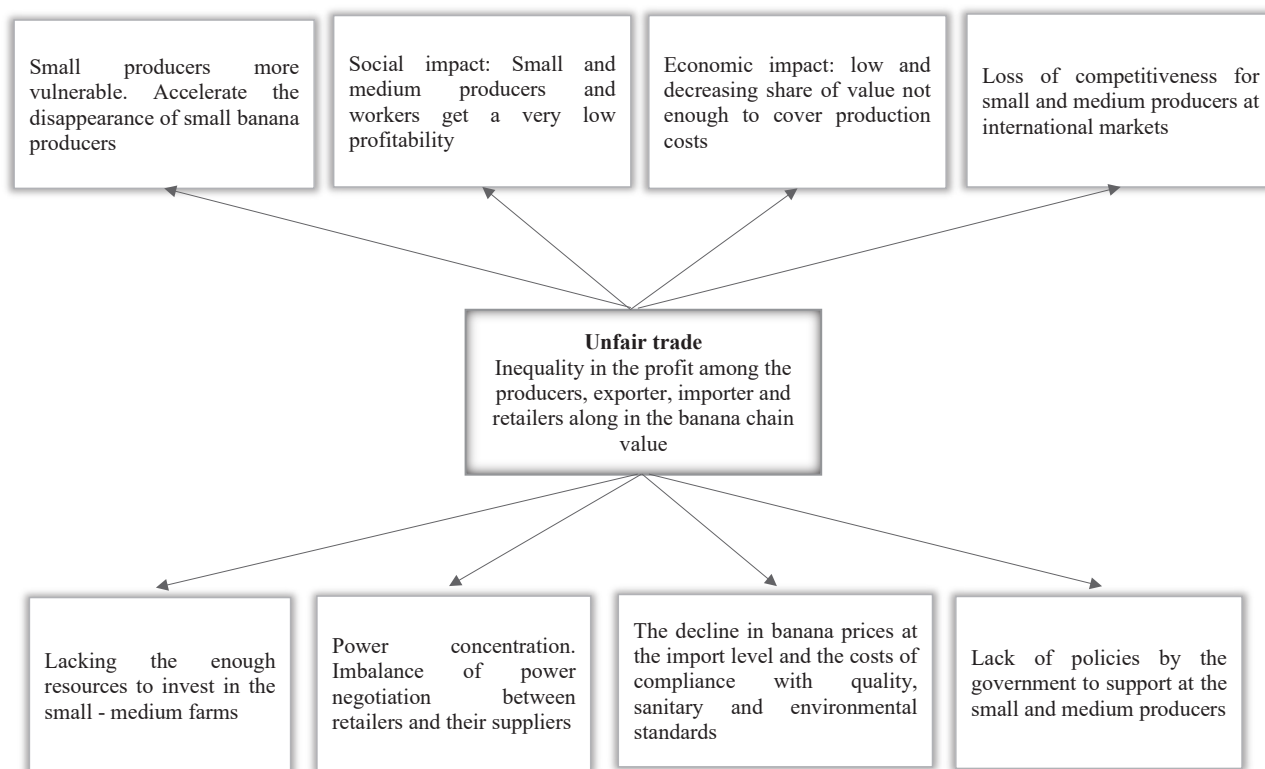 Small producers more
vulnerable. Accelerate the
disappearance of small banana
producers
Social impact: Small and
medium producers and
workers get a very low
profitability
Economic impact: low and
decreasing share of value not
enough to cover production
costs
Loss of competitiveness for
small and medium producers at
international markets
Unfair trade
Inequality in the profit among the
producers, exporter, importer and
retailers along in the banana chain
value
Lacking the enough
resources to invest in the
small - medium farms
Power concentration.
Imbalance of power
negotiation between
retailers and their suppliers
The decline in banana prices at
the import level and the costs of
compliance with quality,
sanitary and environmental
standards
Lack of policies by the
government to support at the
small and medium producers